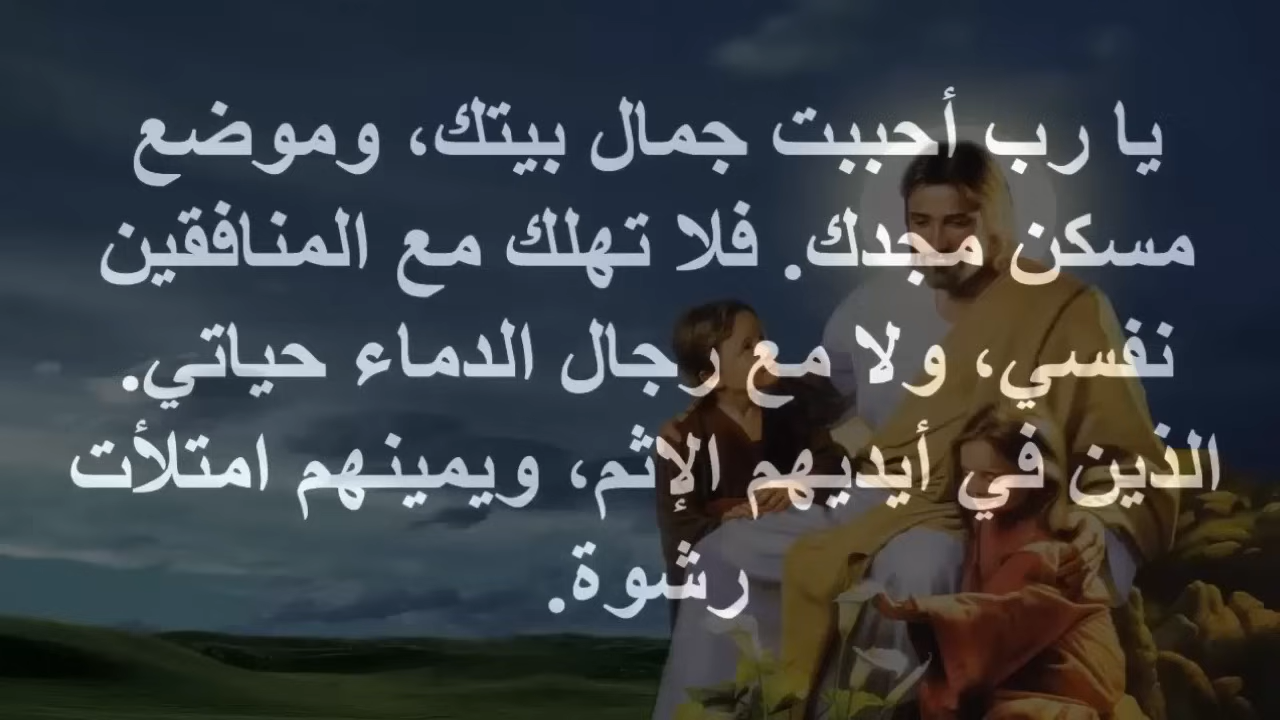 يا رب أحببت جمال بيتك، وموضع
مسكن مجدك. فلا تهلك مع المنافقين
نفسي، ولا مع رجال الدماء حياتي.
الذين في أيديهم الإثم، ويمينهم امتلأت
رشوة.